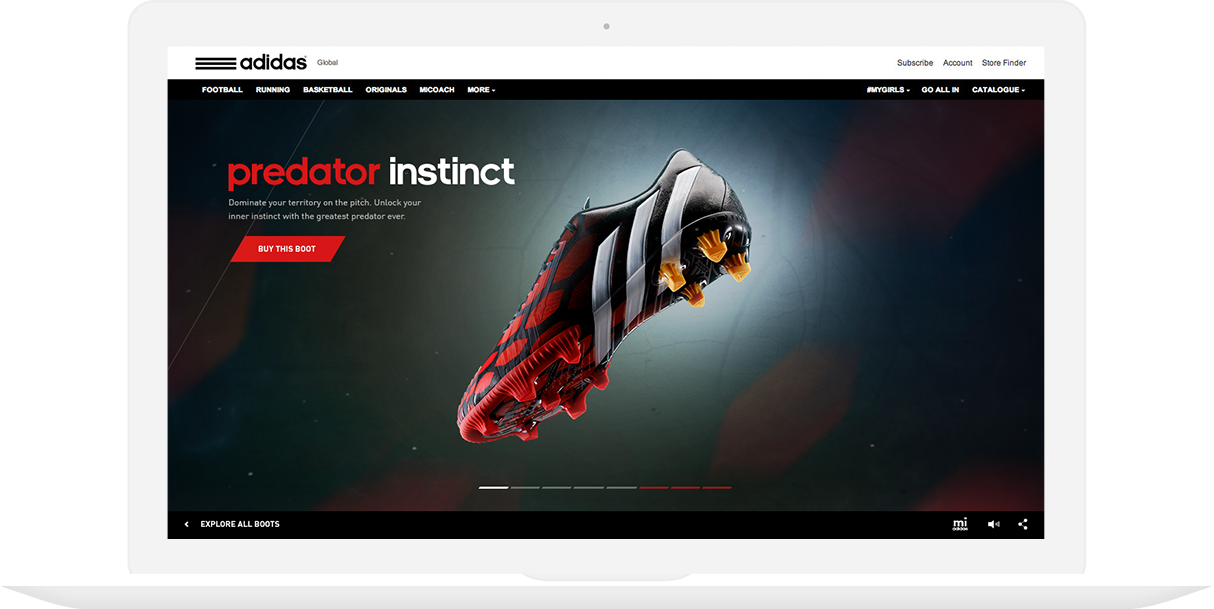 adidas Global
Subscribe Account Store Finder
FOOTBALL RUNNING BASKETBALL ORIGINALS MICOACH MORE
#MYGIRLS GO ALL IN CATALOGUE
predator instinct
Dominate your territory on the pitch. Unlock your
inner instinct with the greatest predator ever.
BUY THIS BOOT
EXPLORE ALL BOOTS
mi
adidas